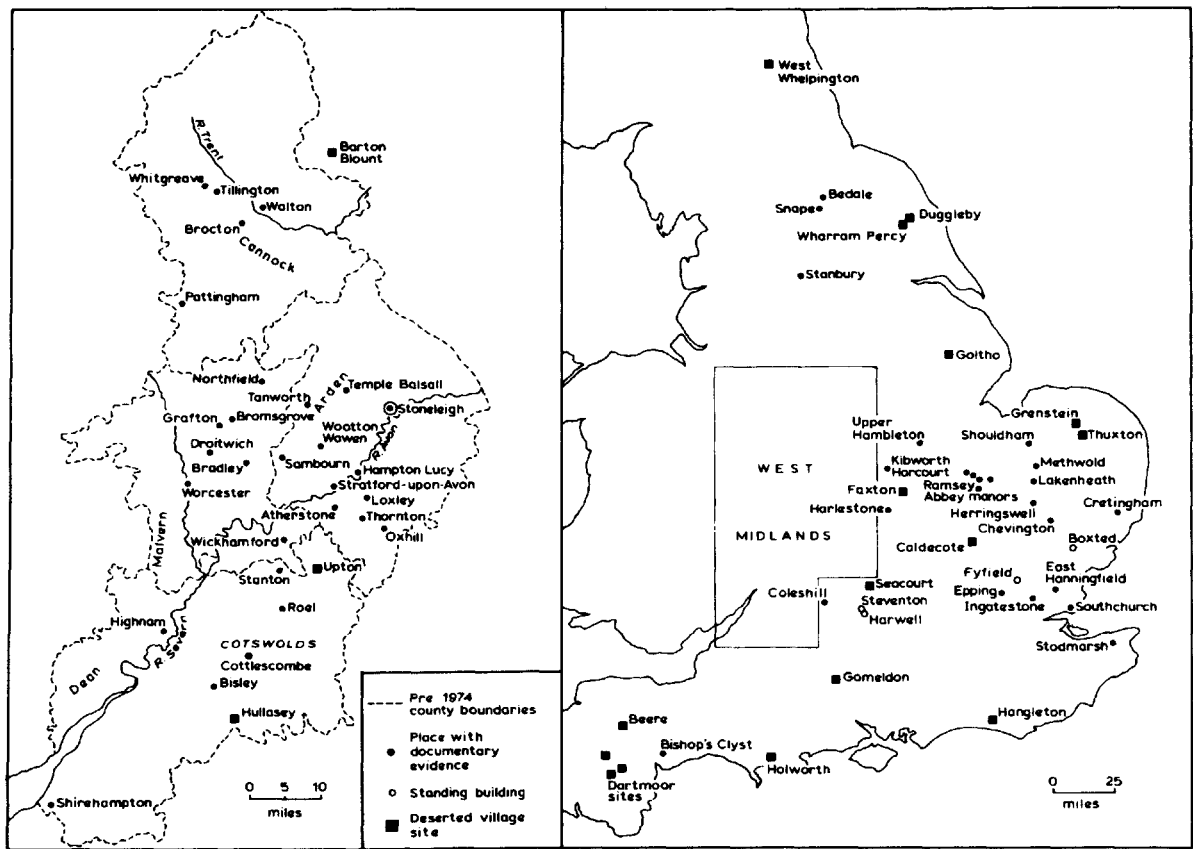 R. Trent
Barton
Blount
Whitgreave
Tillington
Walton
Brocton
Cannock
Pattingham
Northfield
Arden
Temple Balsall
Tanworth
Stoneleigh
Grafton
Bromsgrove
Wootton
Wawen
R. Avon
Droitwich
Bradley
Sambourn
Hampton Lucy
Worcester
Stratford-upon-Avon
Loxley
Atherstone
Thornton
Oxhill
Malvern
Wickhamford
Stanton
Upton
Roel
Highnam
R. Severn
COTSWOLDS
Cottlescombe
Dean
Bisley
Hullasey
Shirehampton
0 5 10
miles
Pre 1974
county boundaries
Place with
documentary
evidence
Standing building
Deserted village
site
West
Whelpington
Bedale
Snape
Duggleby
Wharram Percy
Stanbury
Goltho
Grenstein
Upper
Hambleton
Shouldham
Thuxton
WEST
Kibworth
Harcourt
Methwold
Ramsey
Abbey manors
Lakenheath
Faxton
Harlestone
Herringswell
Cretingham
Chevington
MIDLANDS
Caldecote
Boxted
Seacourt
Fyfield
East
Hanningfield
Coleshill
Steventon
Epping
Harwell
Ingatestone
Southchurch
Stodmarsh
Gomeldon
Beere
Hangleton
Bishop's Clyst
Holworth
Dartmoor
sites
0 25
miles